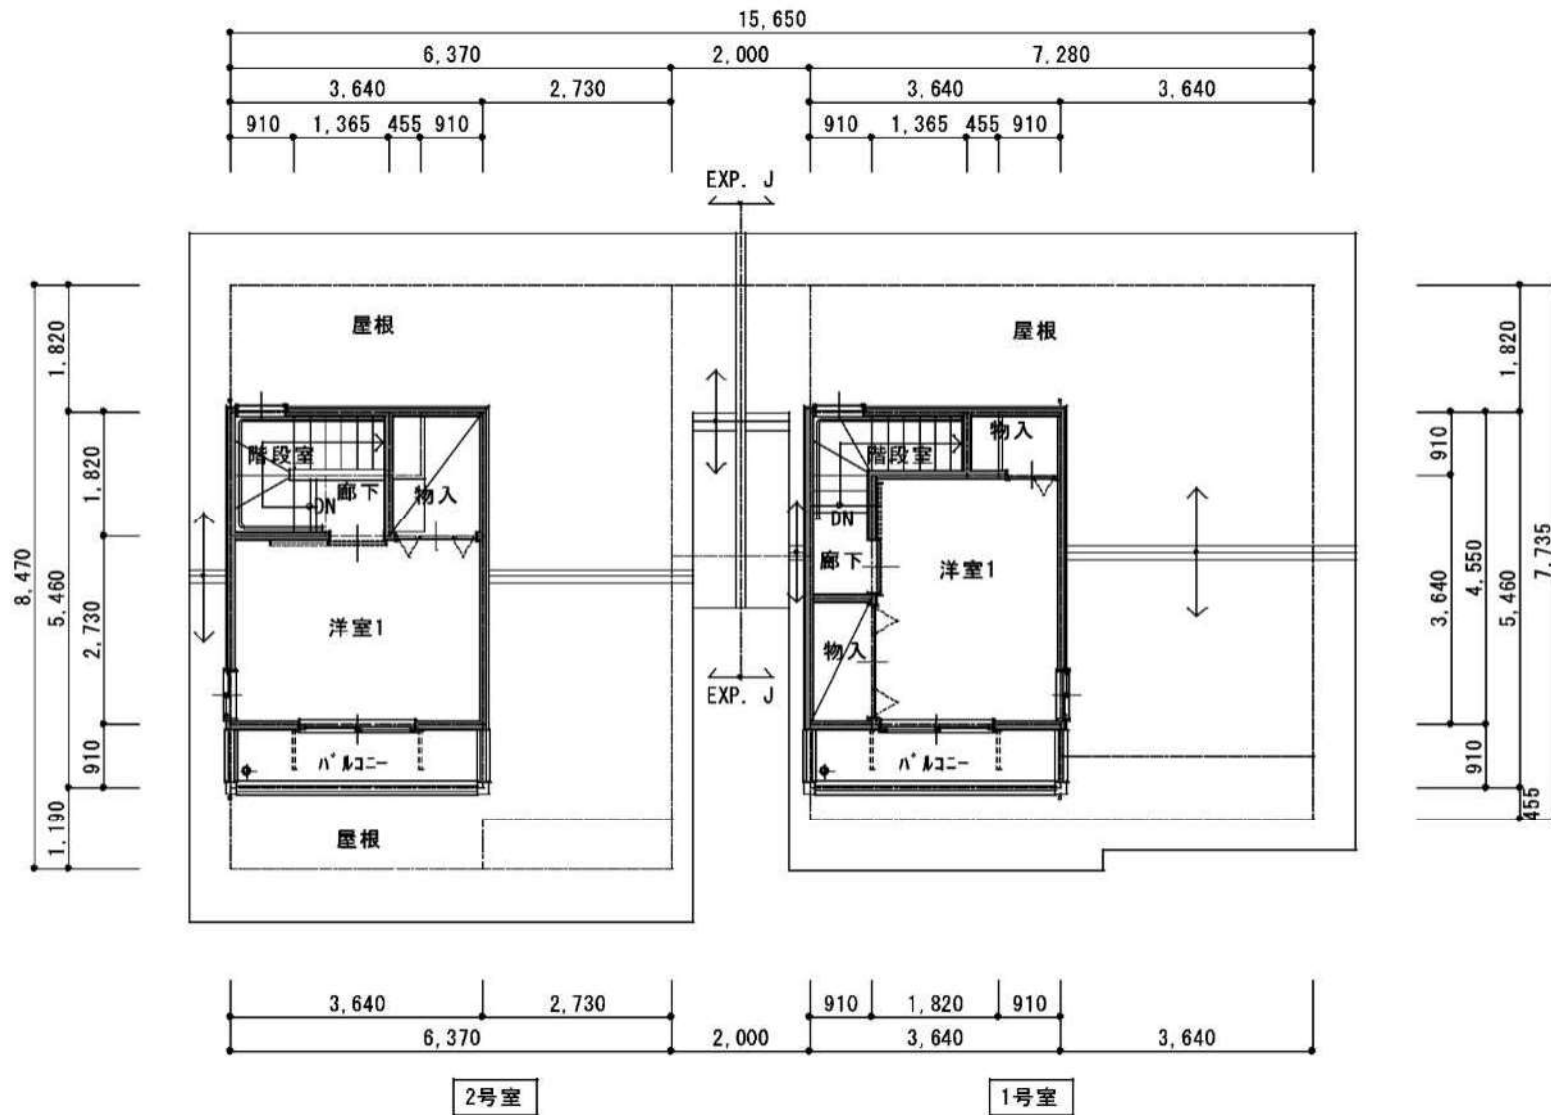 15,650
6,370 2,000 7,280
3,640 2,730 3,640 3,640
910 1,365 455 910 910 1,365 455 910
EXP. J
屋根 屋根
1,820 1,820
階段室 廊下 物入 DN
階段室 物入 DN
廊下 洋室1
洋室1 物入
8,470 5,460 1,820 2,730 910 1,190
910 3,640 910 4,550 5,460 455 7,735
EXP. J
バルコニー バルコニー
屋根
3,640 2,730 910 1,820 910
6,370 2,000 3,640 3,640
2号室 1号室